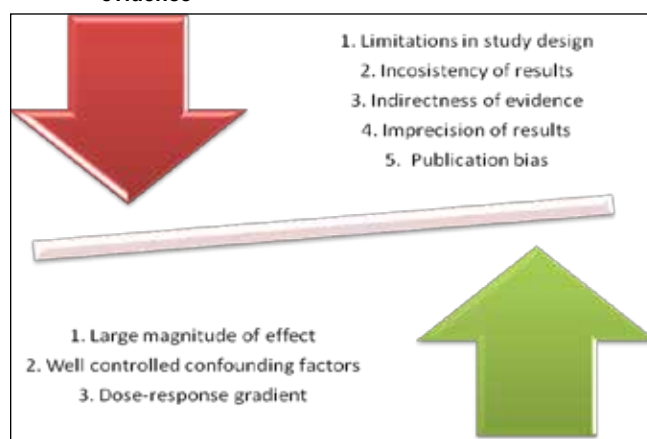 evidence
1. Limitations in study design
2. Incosistency of results
3. Indirectness of evidence
4. Imprecision of results
5. Publication bias
1. Large magnitude of effect
2. Well controlled confounding factors
3. Dose-response gradient